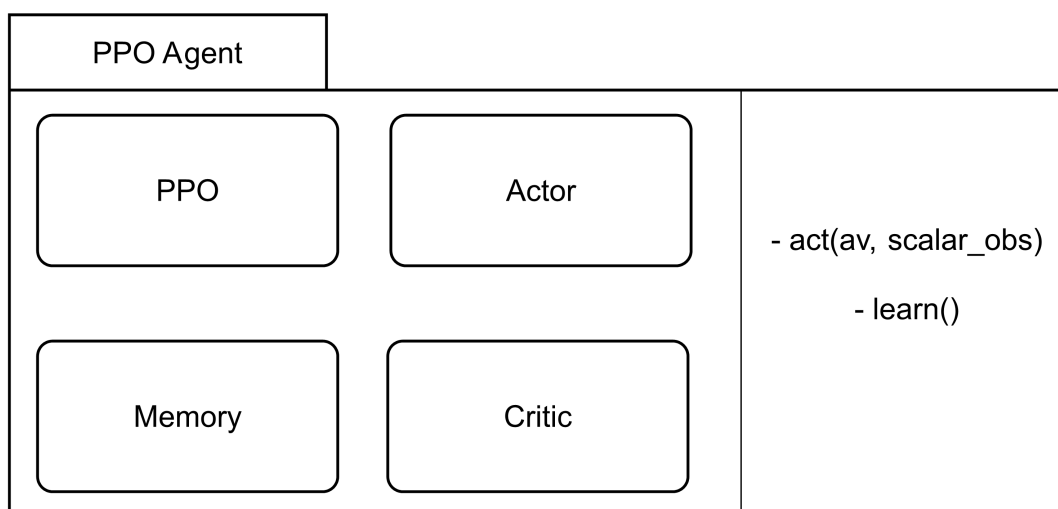 PPO Agent
PPO
Actor
- act(av, scalar_obs)
- learn()
Memory
Critic